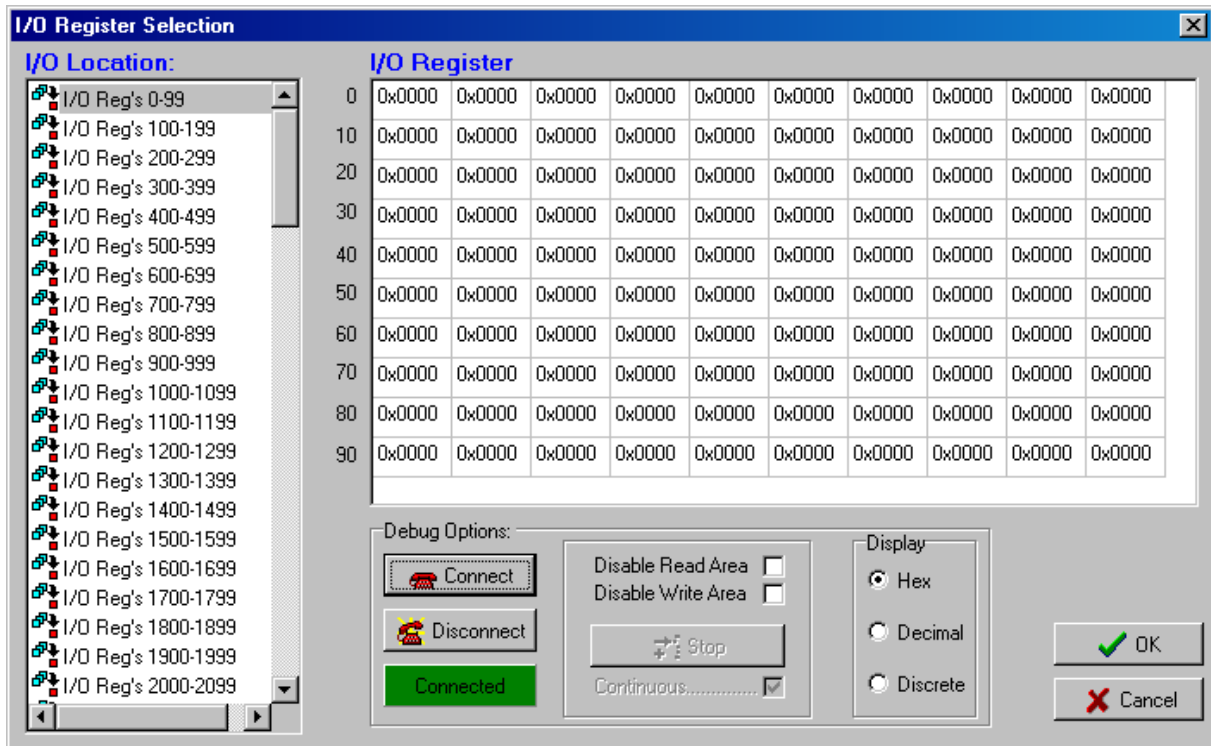 I/O Register Selection
I/O Location:
I/O Reg's 0-99
I/O Reg's 100-199
I/O Reg's 200-299
I/O Reg's 300-399
I/O Reg's 400-499
I/O Reg's 500-599
I/O Reg's 600-699
I/O Reg's 700-799
I/O Reg's 800-899
I/O Reg's 900-999
I/O Reg's 1000-1099
I/O Reg's 1100-1199
I/O Reg's 1200-1299
I/O Reg's 1300-1399
I/O Reg's 1400-1499
I/O Reg's 1500-1599
I/O Reg's 1600-1699
I/O Reg's 1700-1799
I/O Reg's 1800-1899
I/O Reg's 1900-1999
I/O Reg's 2000-2099
I/O Register
0 0x0000 0x0000 0x0000 0x0000 0x0000 0x0000 0x0000 0x0000 0x0000 0x0000
10 0x0000 0x0000 0x0000 0x0000 0x0000 0x0000 0x0000 0x0000 0x0000 0x0000
20 0x0000 0x0000 0x0000 0x0000 0x0000 0x0000 0x0000 0x0000 0x0000 0x0000
30 0x0000 0x0000 0x0000 0x0000 0x0000 0x0000 0x0000 0x0000 0x0000 0x0000
40 0x0000 0x0000 0x0000 0x0000 0x0000 0x0000 0x0000 0x0000 0x0000 0x0000
50 0x0000 0x0000 0x0000 0x0000 0x0000 0x0000 0x0000 0x0000 0x0000 0x0000
60 0x0000 0x0000 0x0000 0x0000 0x0000 0x0000 0x0000 0x0000 0x0000 0x0000
70 0x0000 0x0000 0x0000 0x0000 0x0000 0x0000 0x0000 0x0000 0x0000 0x0000
80 0x0000 0x0000 0x0000 0x0000 0x0000 0x0000 0x0000 0x0000 0x0000 0x0000
90 0x0000 0x0000 0x0000 0x0000 0x0000 0x0000 0x0000 0x0000 0x0000 0x0000
Debug Options:
Connect
Disconnect
Connected
Disable Read Area
Disable Write Area
Stop
Continuous..............
Display
Hex
Decimal
Discrete
OK
Cancel